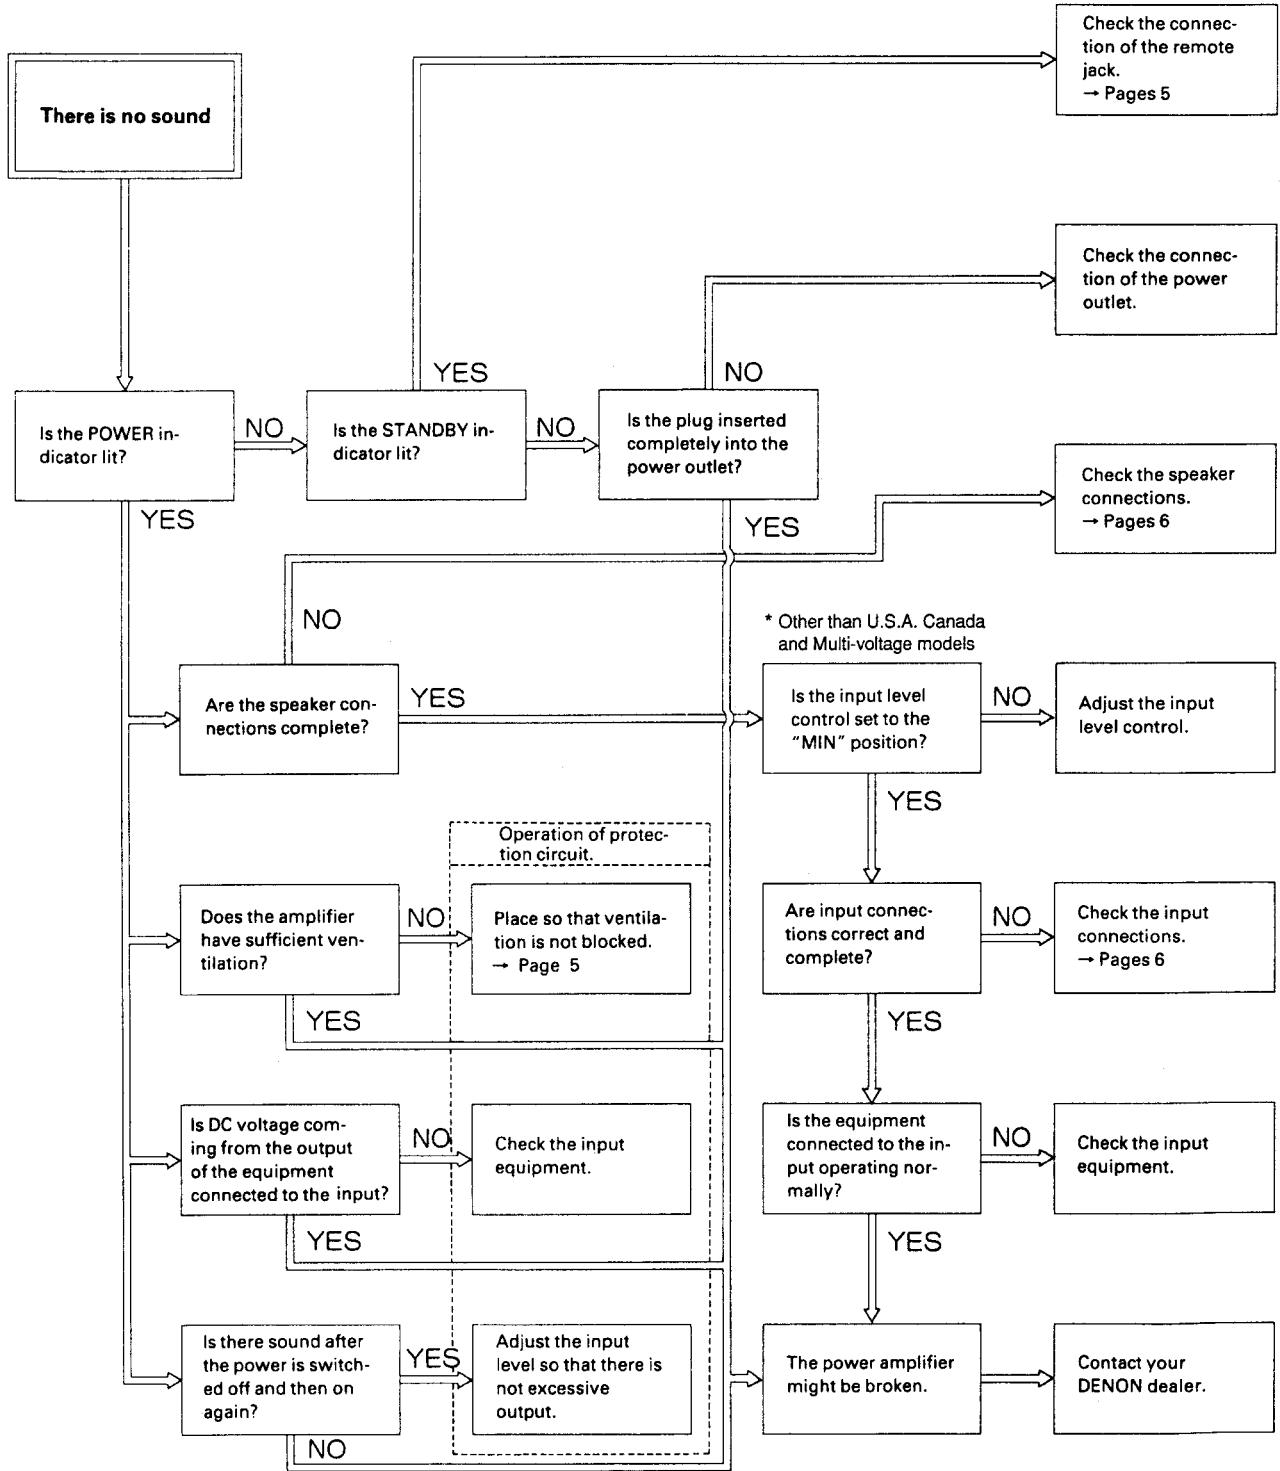 Check the connec-
tion of the remote
jack.
→ Pages 5
There is no sound
Check the connec-
tion of the power
outlet.
YES
NO
Is the POWER in-
dicator lit?
NO
Is the STANDBY in-
dicator lit?
NO
Is the plug inserted
completely into the
power outlet?
Check the speaker
connections.
→ Pages 6
YES
YES
NO
* Other than U.S.A. Canada
and Multi-voltage models
Are the speaker con-
nections complete?
YES
Is the input level
control set to the
“MIN” position?
NO
Adjust the input
level control.
YES
Operation of protec-
tion circuit.
Does the amplifier
have sufficient ven-
tilation?
NO
Place so that ventila-
tion is not blocked.
→ Page 5
Are input connec-
tions correct and
complete?
NO
Check the input
connections.
→ Pages 6
YES
YES
Is DC voltage com-
ing from the output
of the equipment
connected to the input?
NO
Check the input
equipment.
Is the equipment
connected to the in-
put operating nor-
mally?
NO
Check the input
equipment.
YES
YES
Is there sound after
the power is switch-
ed off and then on
again?
YES
Adjust the input
level so that there is
not excessive
output.
The power amplifier
might be broken.
Contact your
DENON dealer.
NO